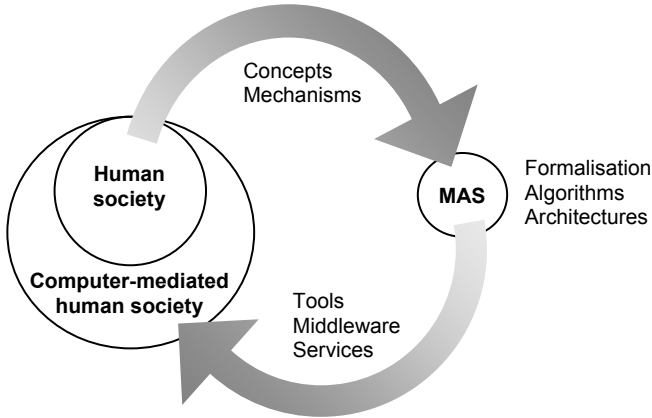 Concepts
Mechanisms
Human
society
MAS
Formalisation
Algorithms
Architectures
Computer-mediated
human society
Tools
Middleware
Services